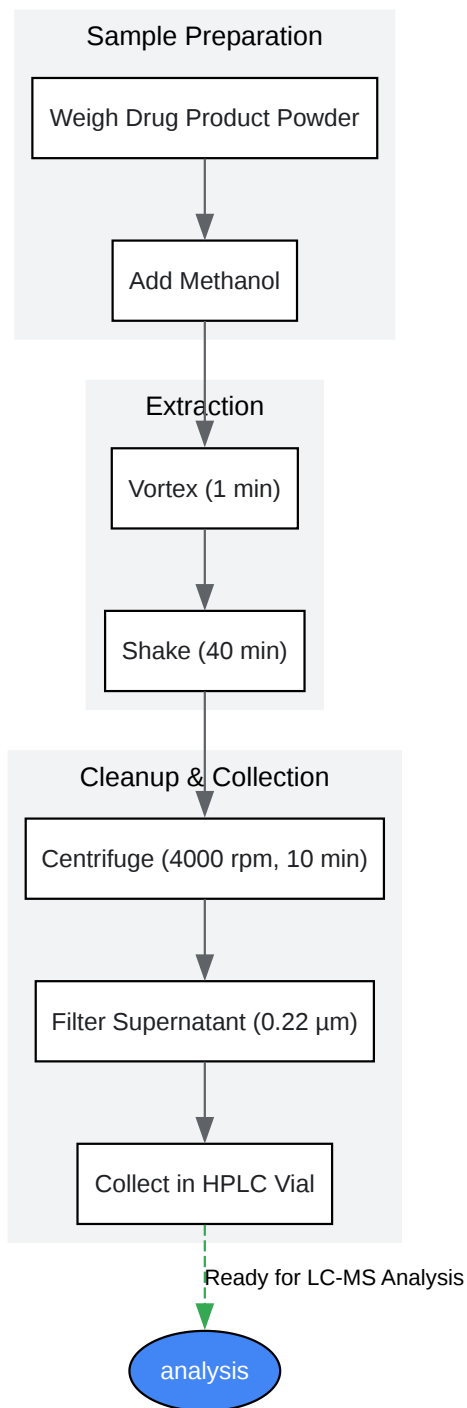 Sample Preparation
Weigh Drug Product Powder
Add Methanol
Extraction
Vortex (1 min)
Shake (40 min)
Cleanup & Collection
Centrifuge (4000 rpm, 10 min)
Filter Supernatant (0.22 µm)
Collect in HPLC Vial
Ready for LC-MS Analysis
analysis